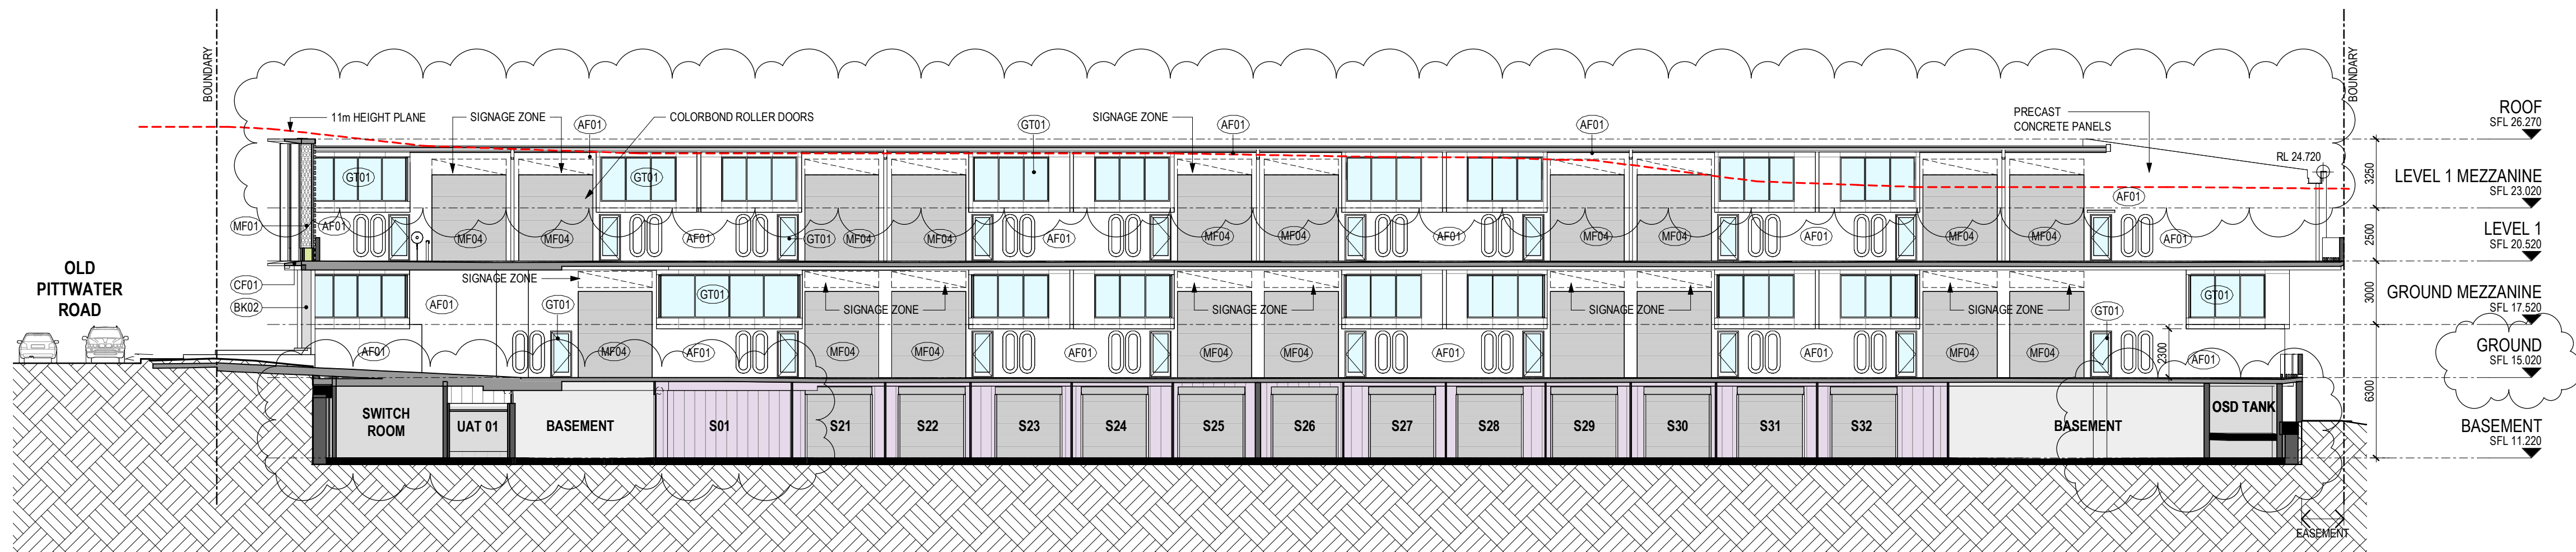 BOUNDARY
BOUNDARY
11m HEIGHT PLANE
SIGNAGE ZONE
AF01
COLORBOND ROLLER DOORS
GT01
SIGNAGE ZONE
AF01
AF01
PRECAST
CONCRETE PANELS
ROOF
SFL 26.270
RL 24.720
3250
LEVEL 1 MEZZANINE
SFL 23.020
GT01
GT01
AF01
MF01
AF01
MF04
MF04
AF01
GT01
MF04
MF04
AF01
MF04
MF04
AF01
MF04
MF04
AF01
MF04
MF04
AF01
2500
LEVEL 1
SFL 20.520
OLD
PITTWATER
ROAD
CF01
BK02
SIGNAGE ZONE
AF01
GT01
GT01
SIGNAGE ZONE
SIGNAGE ZONE
SIGNAGE ZONE
SIGNAGE ZONE
GT01
GT01
3000
GROUND MEZZANINE
SFL 17.520
AF01
MF04
AF01
MF04
MF04
AF01
MF04
MF04
AF01
MF04
MF04
AF01
MF04
MF04
2300
AF01
GROUND
SFL 15.020
6300
SWITCH
ROOM
UAT 01
BASEMENT
S01
S21
S22
S23
S24
S25
S26
S27
S28
S29
S30
S31
S32
BASEMENT
OSD TANK
BASEMENT
SFL 11.220
EASEMENT